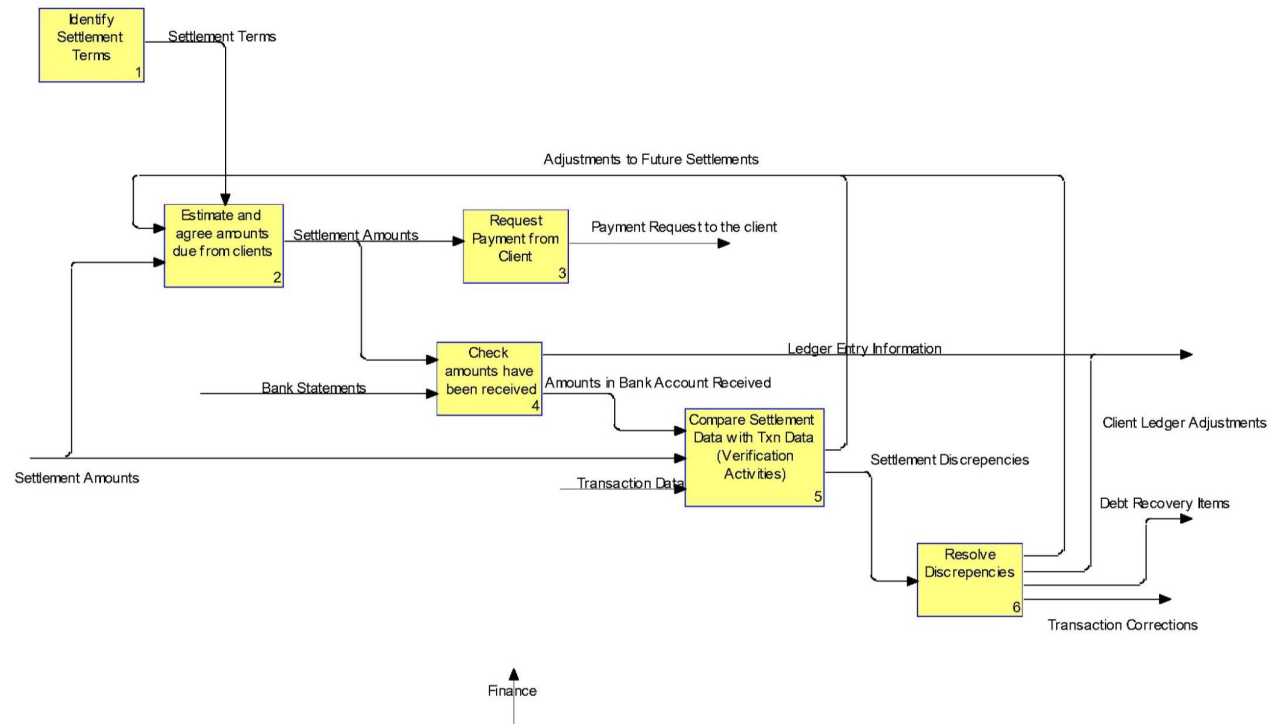 Identify
Settlement
Terms
1
Settlement Terms
Adjustments to Future Settlements
Estimate and
agree amounts
due from clients
2
Settlement Amounts
Request
Payment from
Client
3
Payment Request to the client
Check
amounts have
been received
4
Ledger Entry Information
Bank Statements
Amounts in Bank Account Received
Compare Settlement
Data with Txn Data
(Verification
Activities)
5
Client Ledger Adjustments
Settlement Amounts
Transaction Data
Settlement Discrepencies
Debt Recovery Items
Resolve
Discrepencies
6
Transaction Corrections
Finance